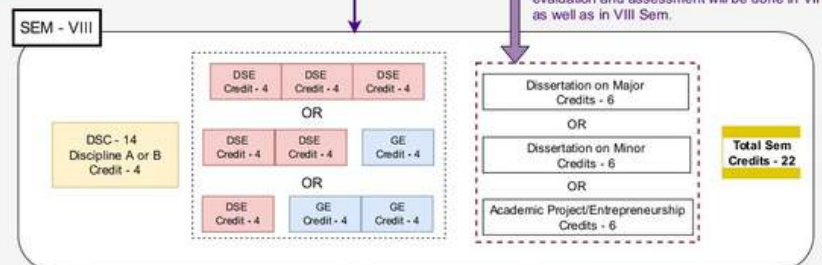 evaluation and assessment will be done in VII
as well as in VIII Sem.
SEM - VIII
DSC - 14
Discipline A or B
Credit - 4
DSE DSE DSE
Credit - 4 Credit - 4 Credit - 4
OR
DSE DSE GE
Credit - 4 Credit - 4 Credit - 4
OR
DSE GE GE
Credit - 4 Credit - 4 Credit - 4
Dissertation on Major
Credits - 6
OR
Dissertation on Minor
Credits - 6
OR
Academic Project/Entrepreneurship
Credits - 6
Total Sem
Credits - 22